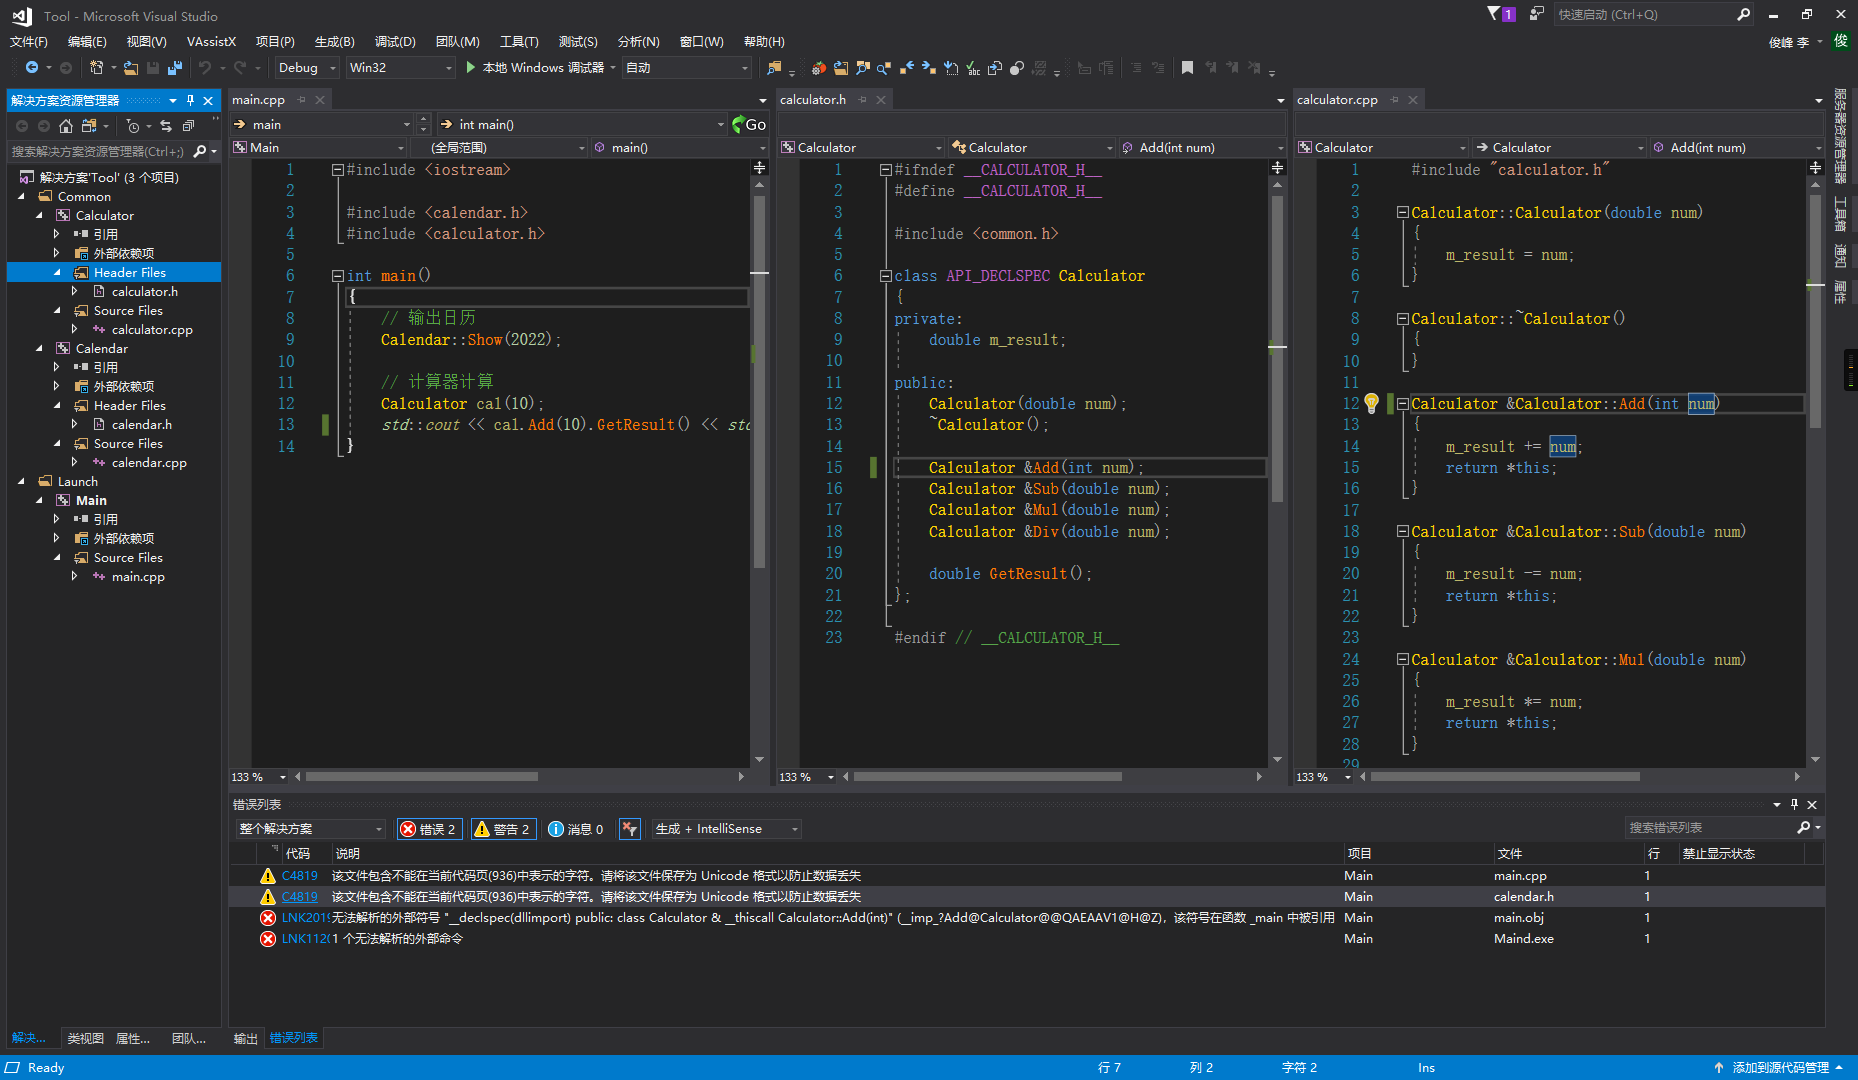 Tool - Microsoft Visual Studio
1
快速启动 (Ctrl+Q)
文件(F) 编辑(E) 视图(V) VAssistX 项目(P) 生成(B) 调试(D) 团队(M) 工具(T) 测试(S) 分析(N) 窗口(W) 帮助(H)
俊峰 李 俊
Debug Win32 本地 Windows 调试器 自动
解决方案资源管理器
搜索解决方案资源管理器(Ctrl+;)
解决方案'Tool' (3 个项目)
Common
Calculator
引用
外部依赖项
Header Files
calculator.h
Source Files
calculator.cpp
Calendar
引用
外部依赖项
Header Files
calendar.h
Source Files
calendar.cpp
Launch
Main
引用
外部依赖项
Source Files
main.cpp
解决... 类视图 属性... 团队...
main.cpp
main int main() Go
Main (全局范围) main()
1 #include <iostream>
2
3 #include <calendar.h>
4 #include <calculator.h>
5
6 int main()
7 {
8 // 输出日历
9 Calendar::Show(2022);
10
11 // 计算器计算
12 Calculator cal(10);
13 std::cout << cal.Add(10).GetResult() << std
14 }
133 %
calculator.h
Calculator Calculator Add(int num)
1 #ifndef __CALCULATOR_H__
2 #define __CALCULATOR_H__
3
4 #include <common.h>
5
6 class API_DECLSPEC Calculator
7 {
8 private:
9 double m_result;
10
11 public:
12 Calculator(double num);
13 ~Calculator();
14
15 Calculator &Add(int num);
16 Calculator &Sub(double num);
17 Calculator &Mul(double num);
18 Calculator &Div(double num);
19
20 double GetResult();
21 };
22
23 #endif // __CALCULATOR_H__
133 %
calculator.cpp
Calculator Calculator Add(int num)
1 #include "calculator.h"
2
3 Calculator::Calculator(double num)
4 {
5 m_result = num;
6 }
7
8 Calculator::~Calculator()
9 {
10 }
11
12 Calculator &Calculator::Add(int num)
13 {
14 m_result += num;
15 return *this;
16 }
17
18 Calculator &Calculator::Sub(double num)
19 {
20 m_result -= num;
21 return *this;
22 }
23
24 Calculator &Calculator::Mul(double num)
25 {
26 m_result *= num;
27 return *this;
28 }
29
133 %
服务器资源管理器
工具箱
通知
属性
错误列表
整个解决方案 错误 2 警告 2 消息 0 生成 + IntelliSense 搜索错误列表
代码 说明 项目 文件 行 禁止显示状态
C4819 该文件包含不能在当前代码页(936)中表示的字符。请将该文件保存为 Unicode 格式以防止数据丢失 Main main.cpp 1
C4819 该文件包含不能在当前代码页(936)中表示的字符。请将该文件保存为 Unicode 格式以防止数据丢失 Main calendar.h 1
LNK2019 无法解析的外部符号 "__declspec(dllimport) public: class Calculator & __thiscall Calculator::Add(int)" (__imp_?Add@Calculator@@QAEAAV1@H@Z)，该符号在函数 _main 中被引用 Main main.obj 1
LNK112 1 个无法解析的外部命令 Main Maind.exe 1
输出 错误列表
Ready 行 7 列 2 字符 2 Ins 添加到源代码管理